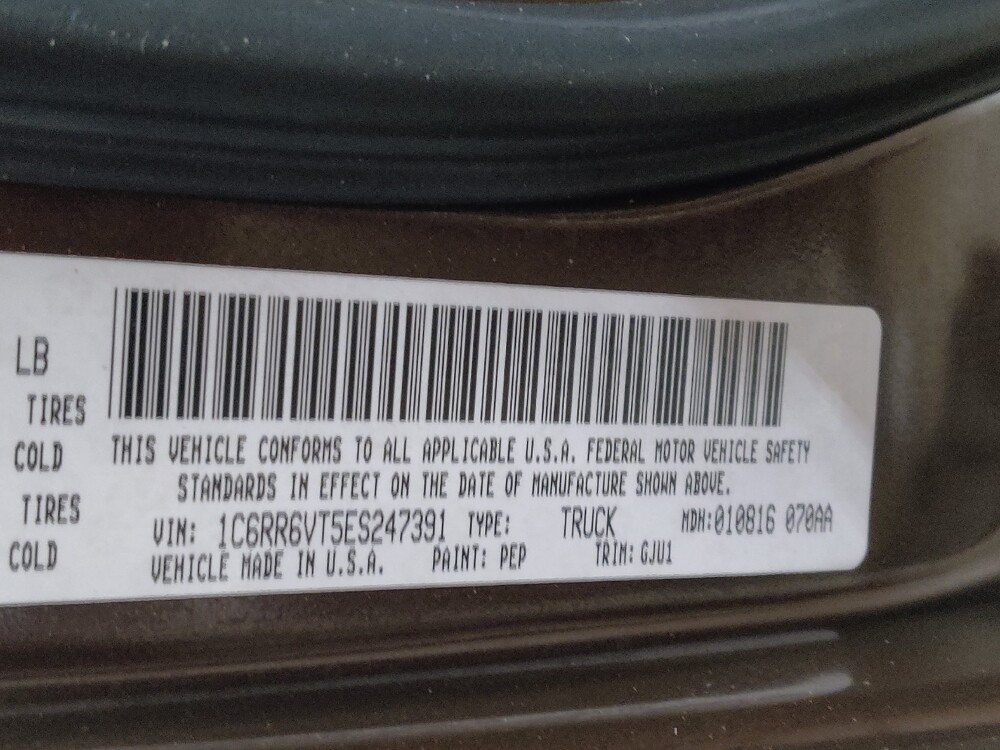 LB
TIRES
COLD
TIRES
COLD
THIS VEHICLE CONFORMS TO ALL APPLICABLE U.S.A. FEDERAL MOTOR VEHICLE SAFETY
STANDARDS IN EFFECT ON THE DATE OF MANUFACTURE SHOWN ABOVE.
VIN: 1C6RR6VT5ES247391 TYPE: TRUCK MDH:010816 070AA
VEHICLE MADE IN U.S.A. PAINT: PEP TRIM: GJU1